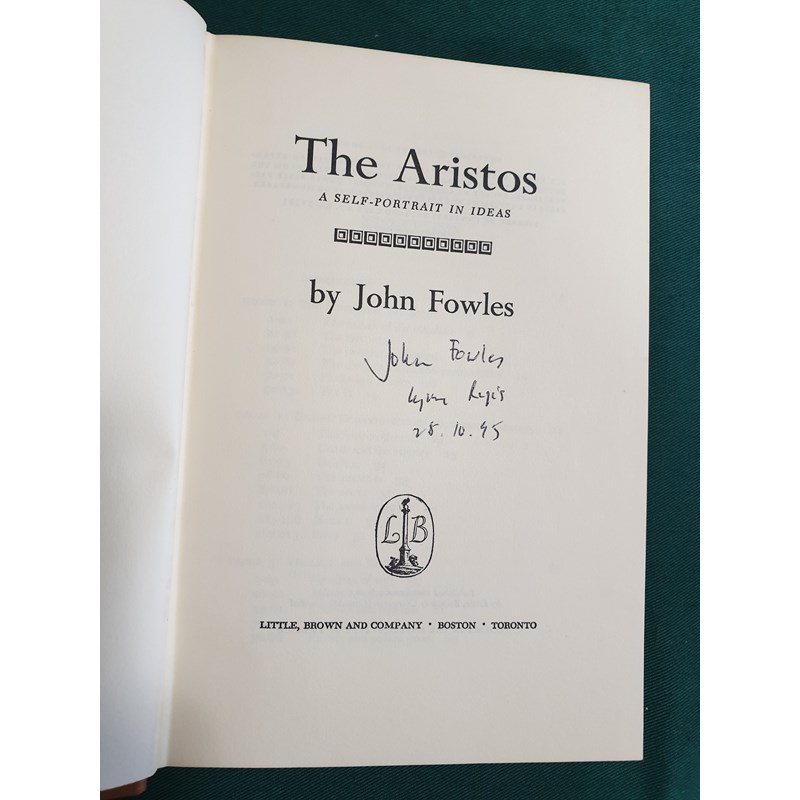 The Aristos
A SELF-PORTRAIT IN IDEAS
by John Fowles
John Fowles
Lyme Regis
28.10.95
L B
LITTLE, BROWN AND COMPANY · BOSTON · TORONTO